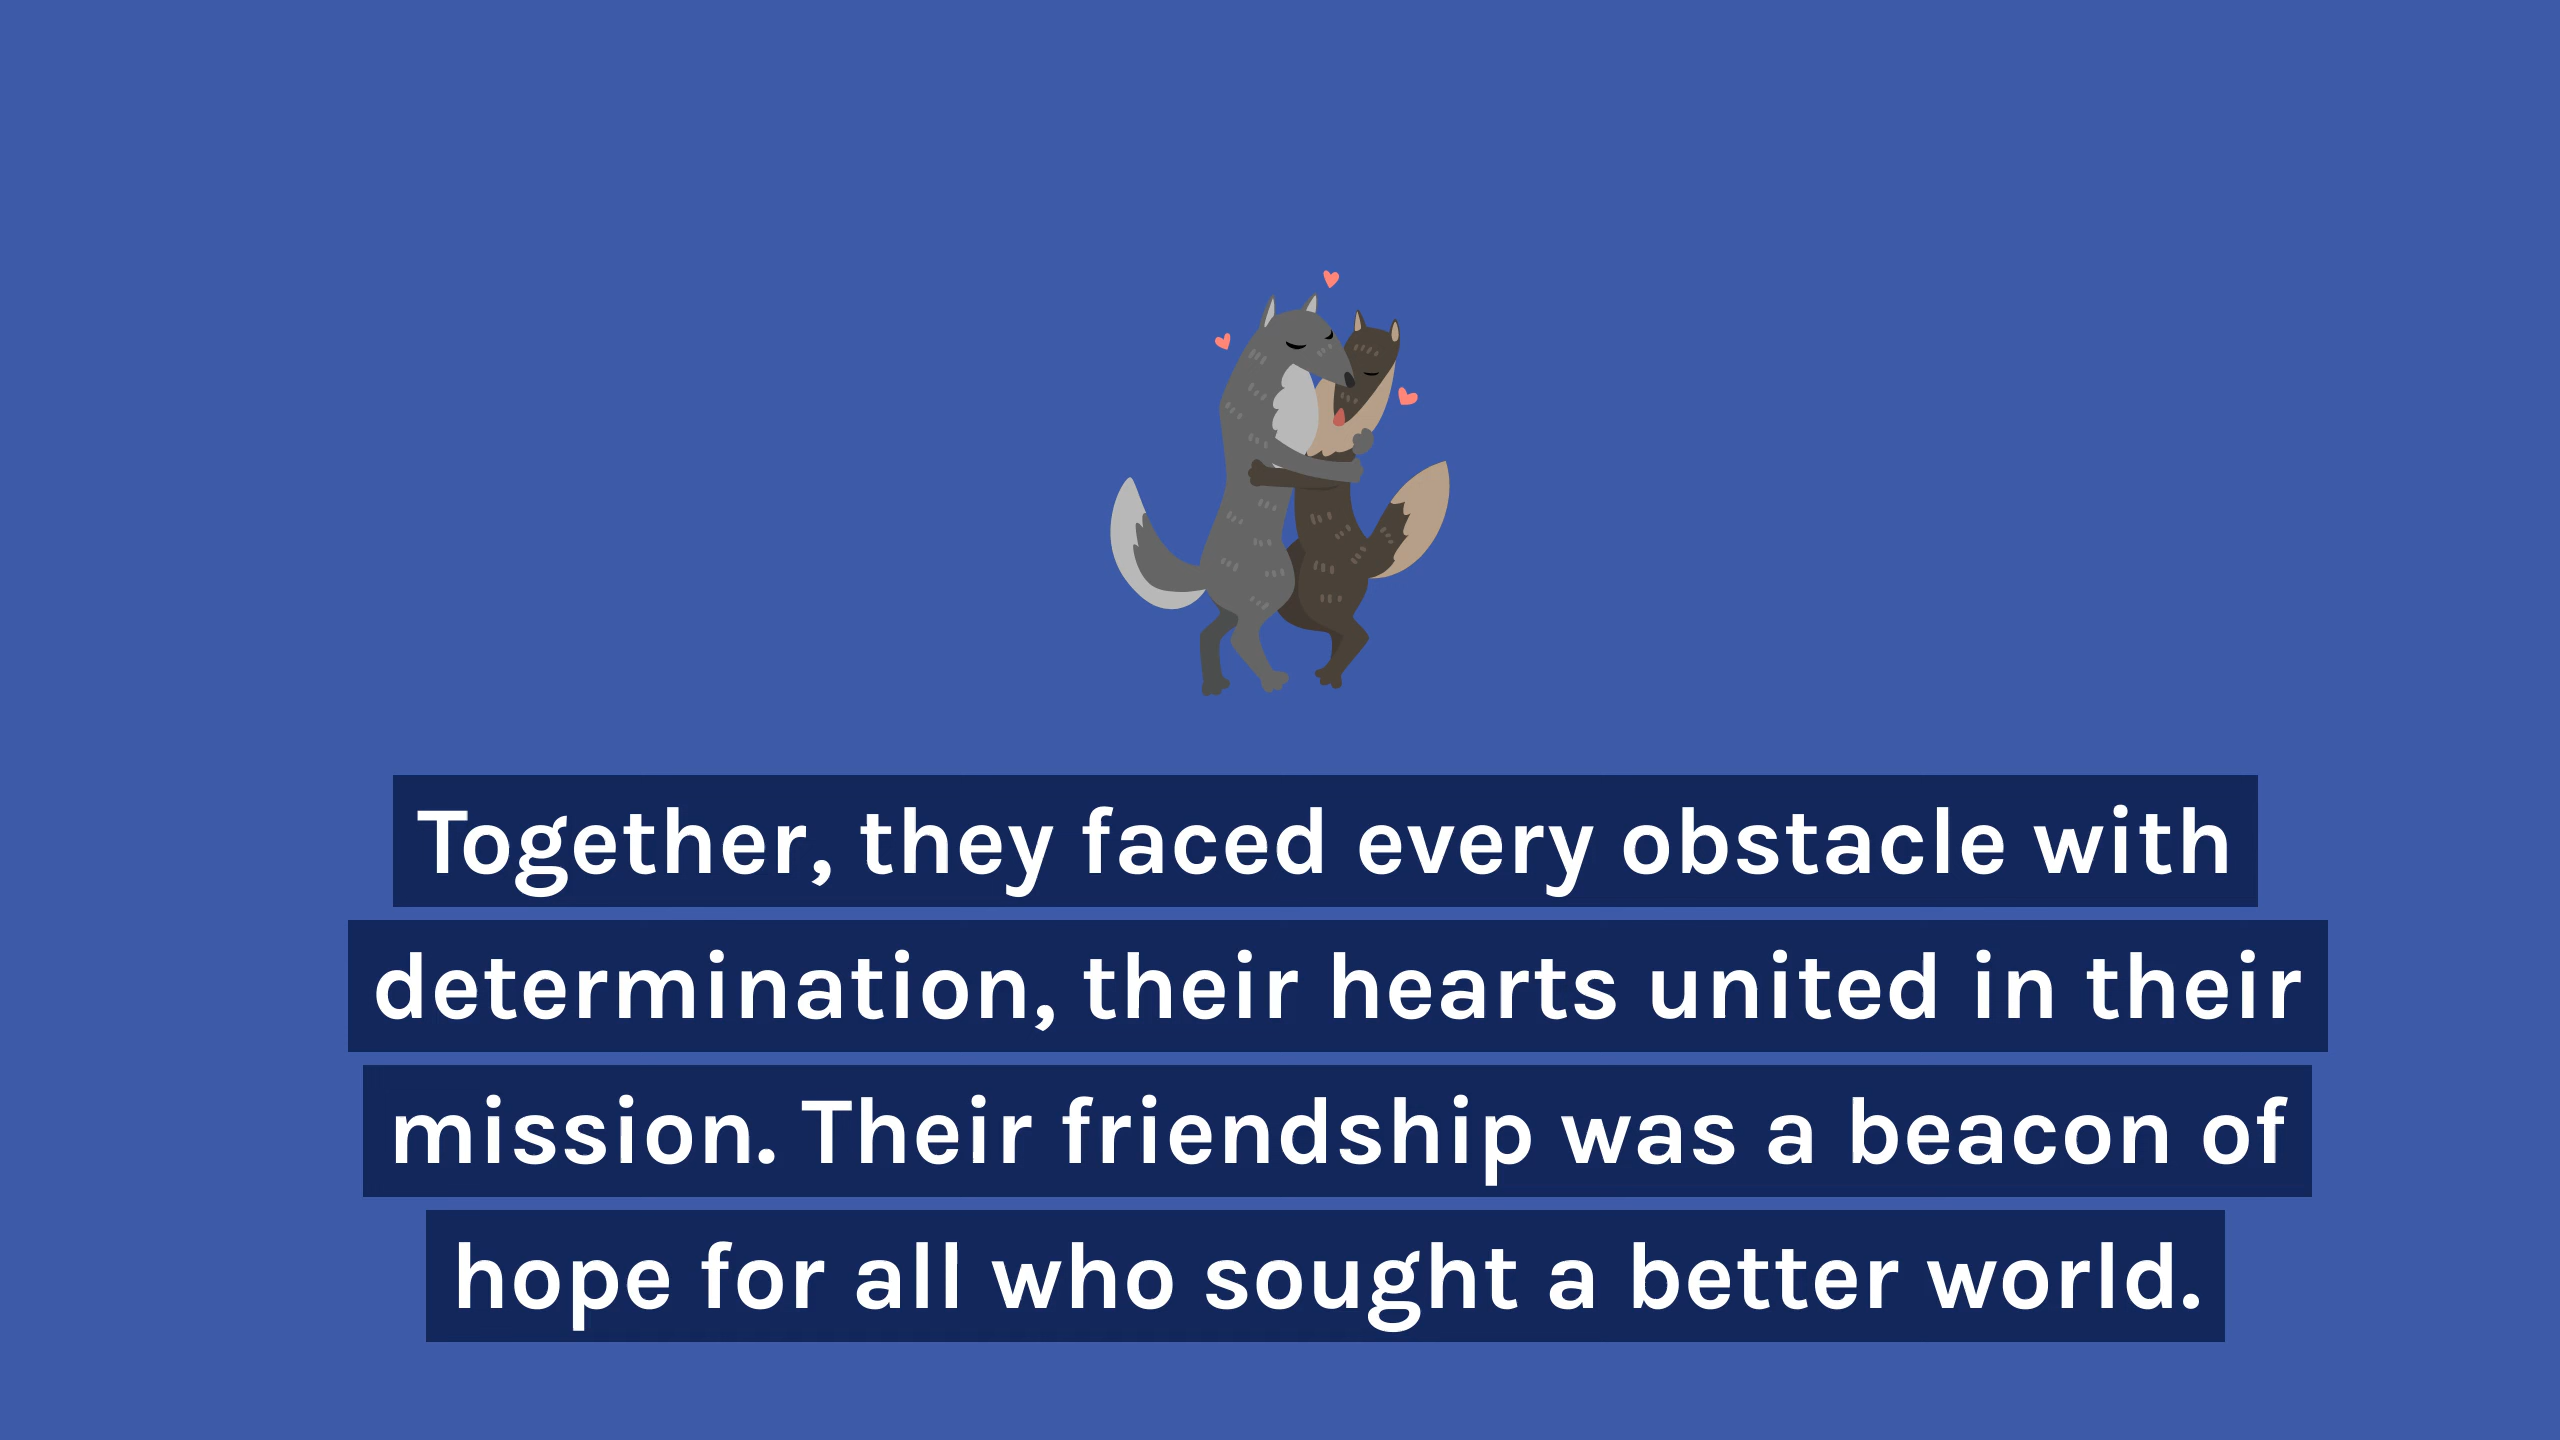 Together, they faced every obstacle with
determination, their hearts united in their
mission. Their friendship was a beacon of
hope for all who sought a better world.